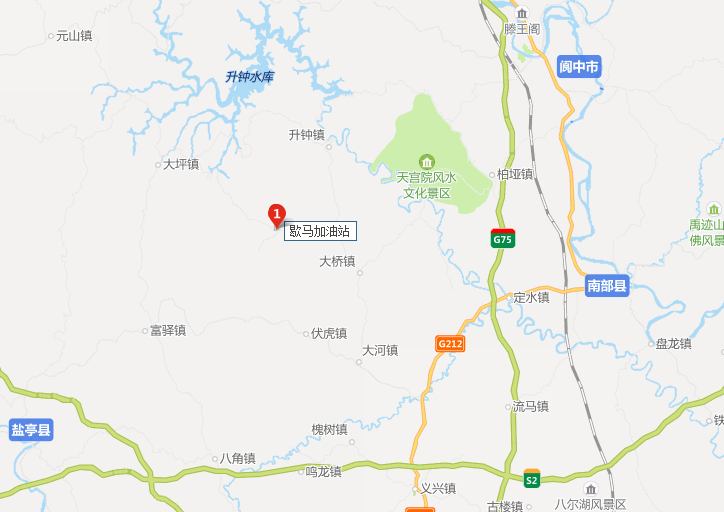 元山镇
滕王阁
阆中市
升钟水库
升钟镇
大坪镇
天宫院风水
文化景区
柏垭镇
禹迹山
佛风景
1
歇马加油站
G75
大桥镇
南部县
定水镇
富驿镇
伏虎镇
大河镇
G212
盘龙镇
流马镇
铁
盐亭县
槐树镇
八角镇
鸣龙镇
S2
义兴镇
古楼镇
八尔湖风景区